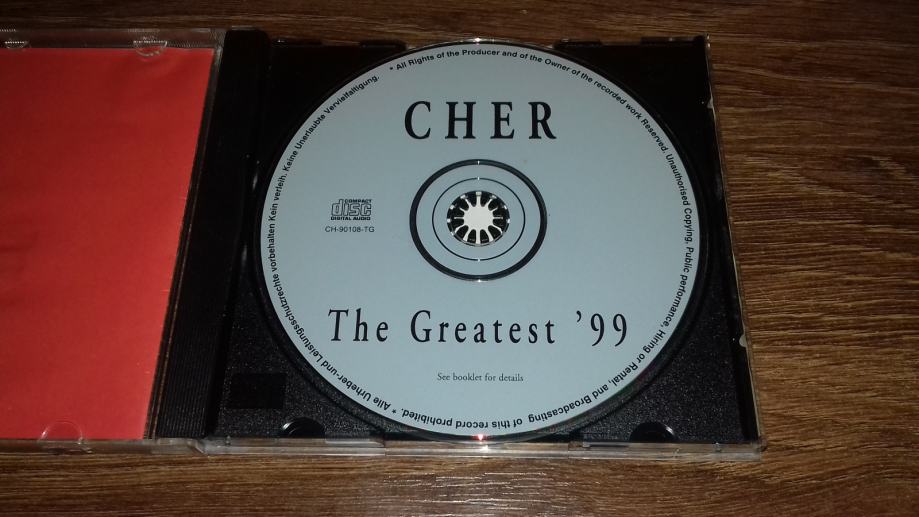 CHER
COMPACT
disc
DIGITAL AUDIO
CH-90108-TG
The Greatest '99
See booklet for details
* All Rights of the Producer and of the Owner of the recorded work Reserved. Unauthorised Copying, Public performance, Hiring or Rental, and Broadcasting of this record prohibited.
* Alle Urheber-und Leistungsschutzrechte vorbehalten Kein verleih. Keine Unerlaubte Vervielfaltigung.